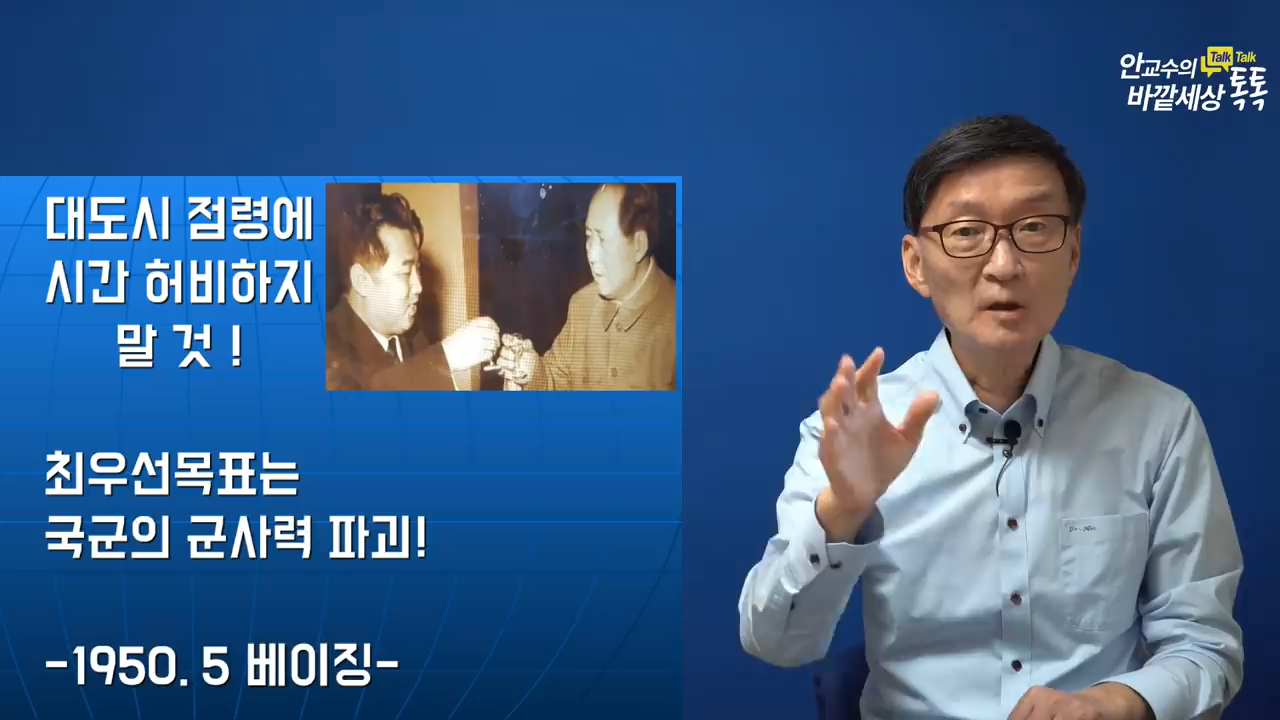 안교수의 Talk Talk
바깥세상 톡톡
대도시 점령에
시간 허비하지
말 것 !
최우선목표는
국군의 군사력 파괴!
-1950. 5 베이징-